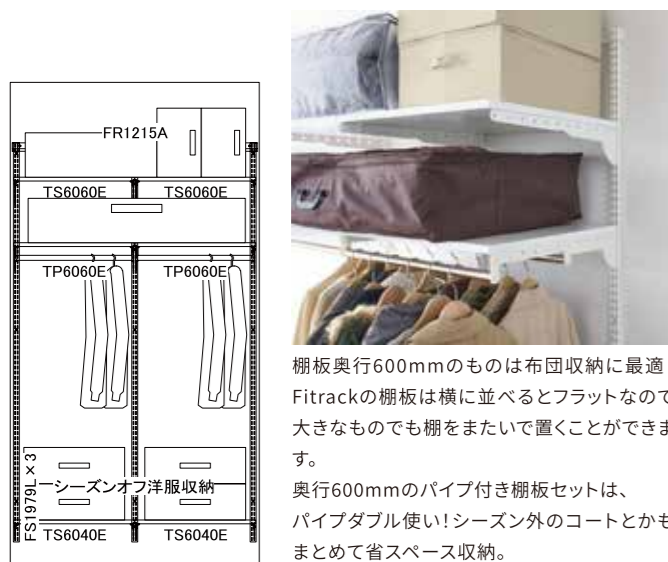 FR1215A
TS6060E TS6060E
TP6060E TP6060E
シーズンオフ洋服収納
FS1979L×3
TS6040E TS6040E
棚板奥行600mmのものは布団収納に最適
Fitrackの棚板は横に並べるとフラットなので
大きなものでも棚をまたいで置くことができま
す。
奥行600mmのパイプ付き棚板セットは、
パイプダブル使い!シーズン外のコートとかも
まとめて省スペース収納。